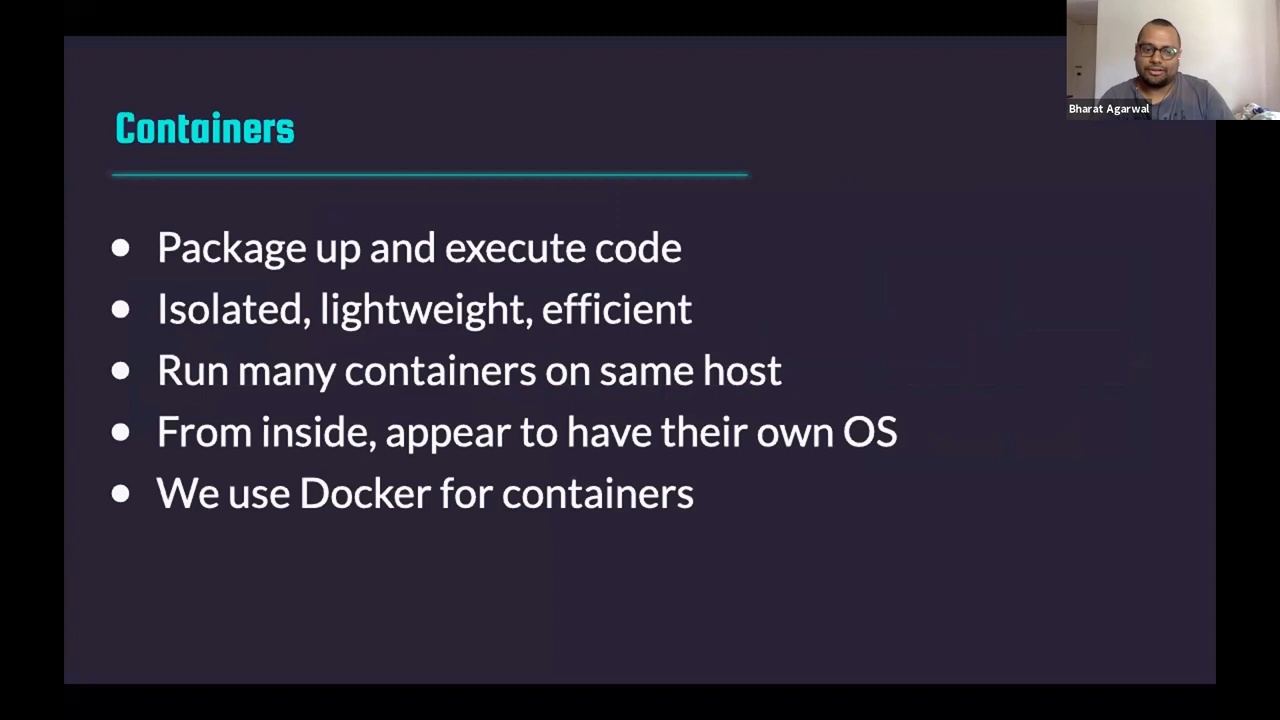 Containers
Package up and execute code
Isolated, lightweight, efficient
Run many containers on same host
From inside, appear to have their own OS
We use Docker for containers
Bharat Agarwal